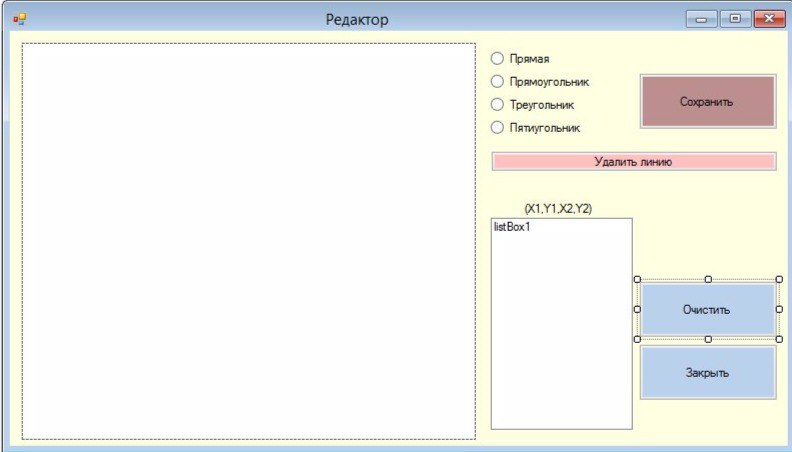 Редактор
Прямая
Прямоугольник
Треугольник
Пятиугольник
Сохранить
Удалить линию
(X1,Y1,X2,Y2)
listBox1
Очистить
Закрыть